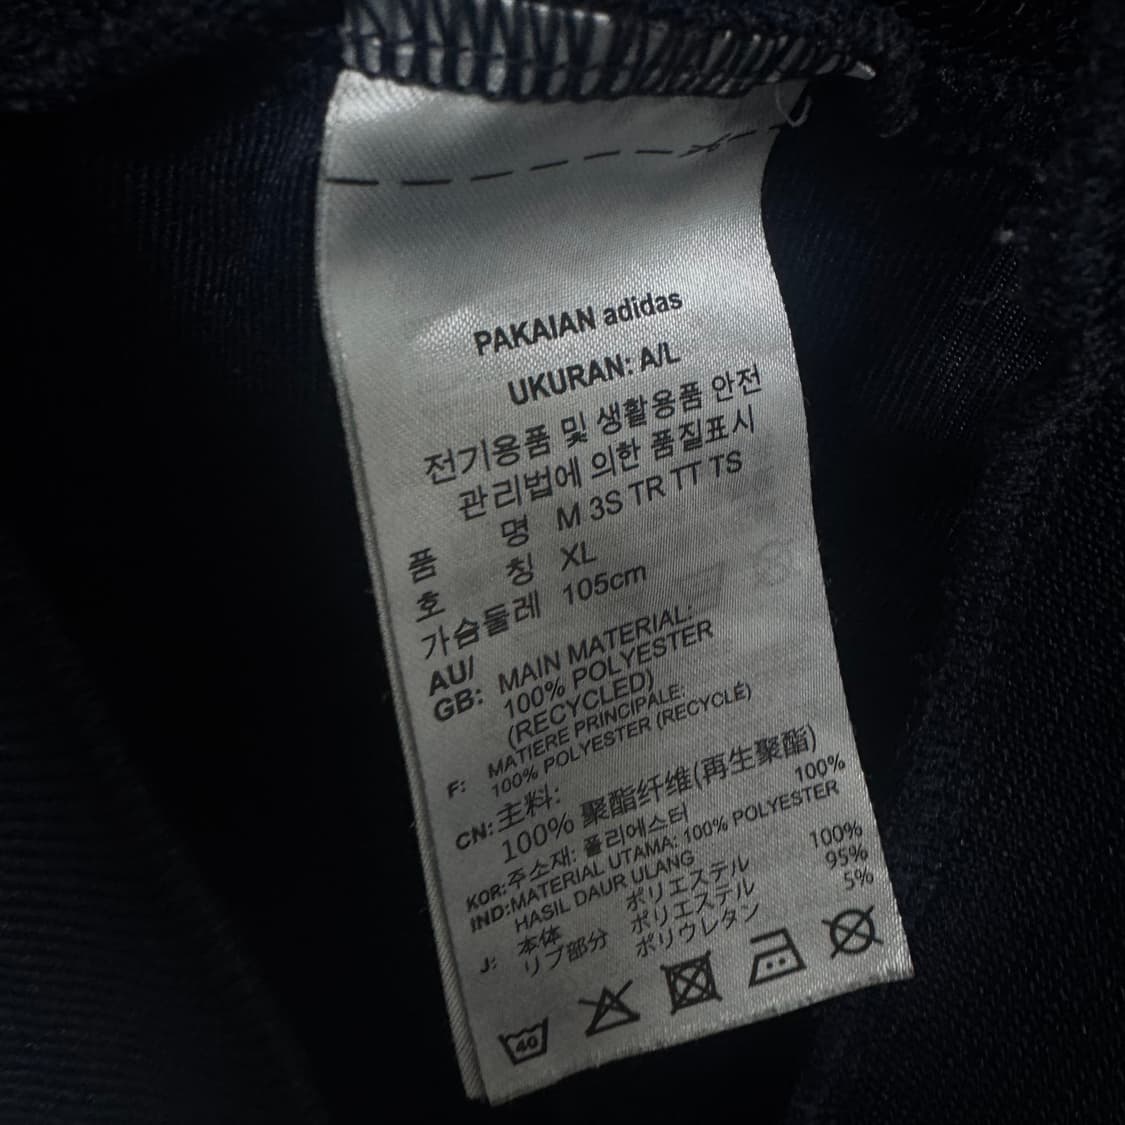 PAKAIAN adidas
UKURAN: A/L
전기용품 및 생활용품 안전
관리법에 의한 품질표시
품 명 M 3S TR TT TS
호 칭 XL
가슴둘레 105cm
AU/
GB: MAIN MATERIAL:
100% POLYESTER
(RECYCLED)
F: MATIERE PRINCIPALE:
100% POLYESTER (RECYCLÉ)
CN: 主料:
100% 聚酯纤维(再生聚酯)
KOR: 주소재: 폴리에스터 100%
IND: MATERIAL UTAMA: 100% POLYESTER
HASIL DAUR ULANG
J: 本体 ポリエステル 100%
リブ部分 ポリエステル 95%
ポリウレタン 5%
40